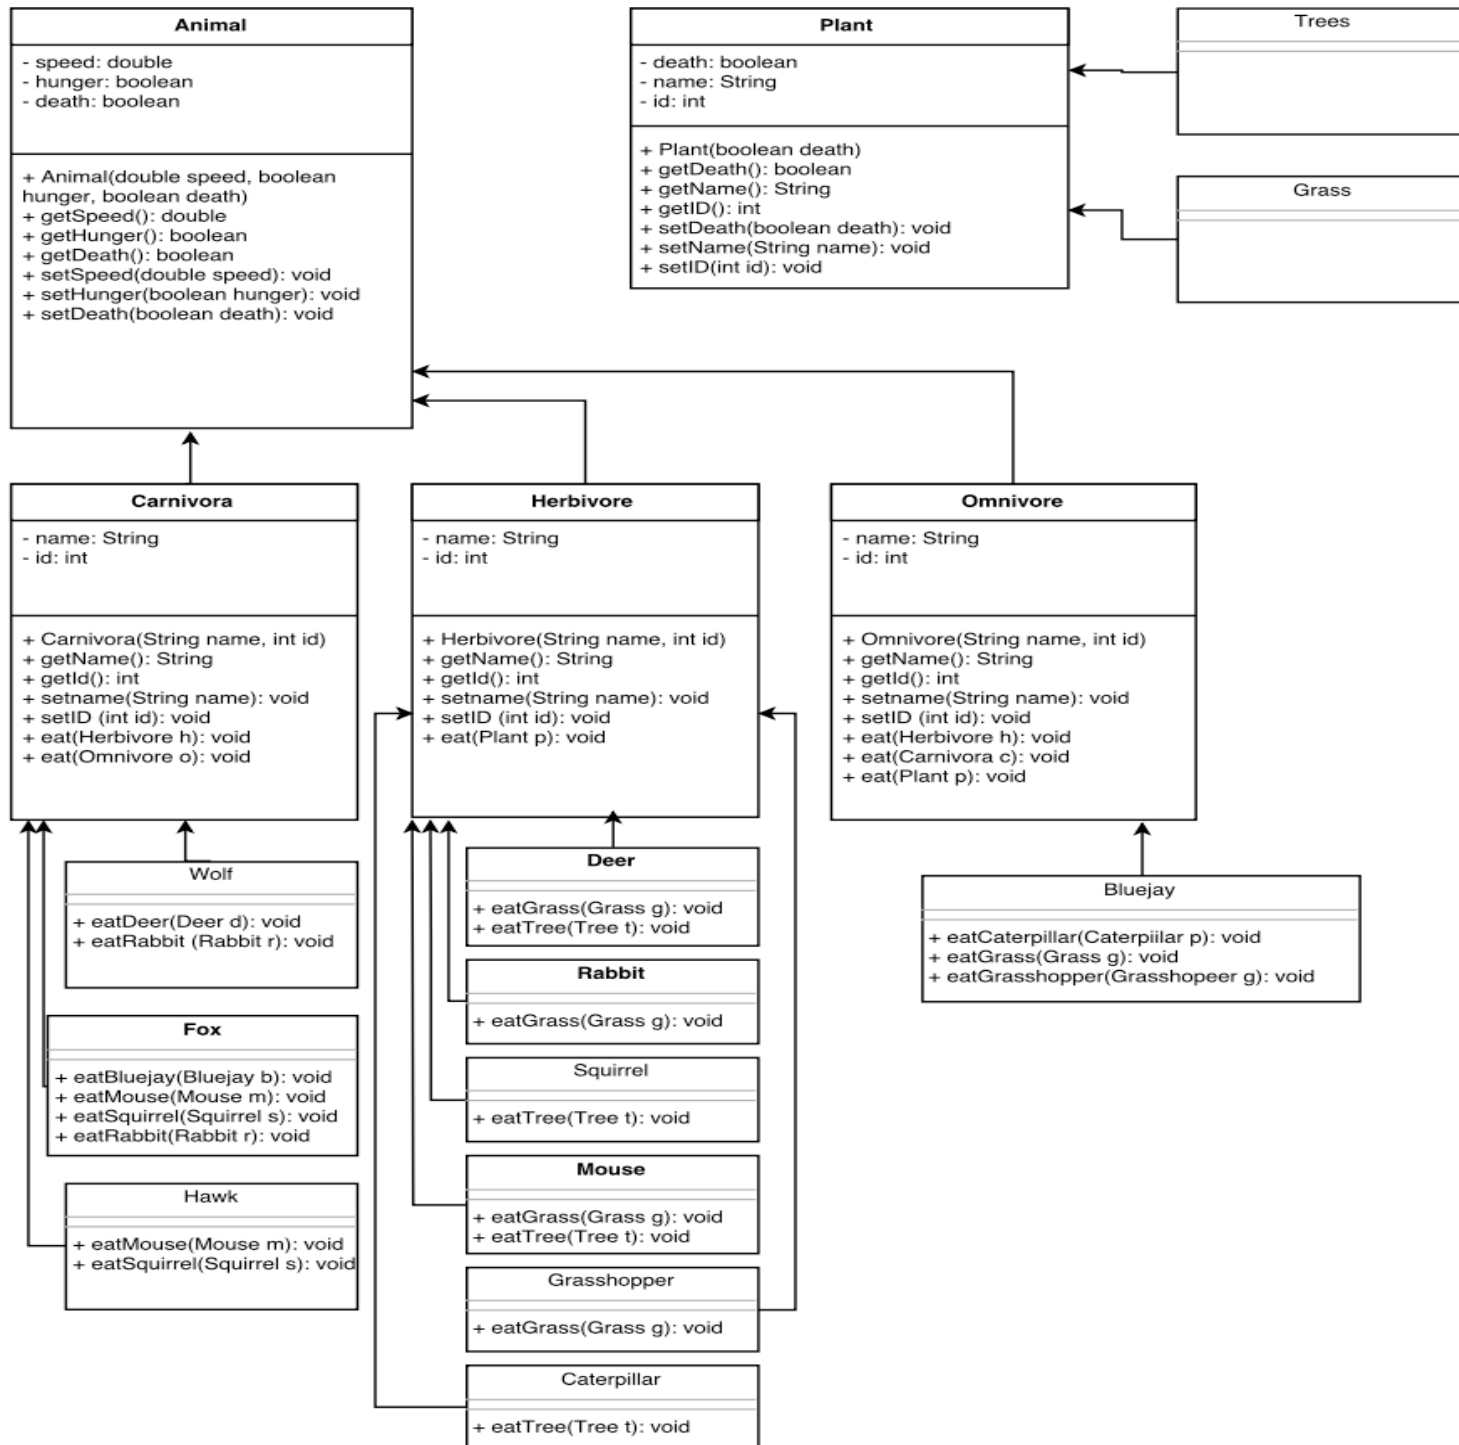 Animal
- speed: double
- hunger: boolean
- death: boolean
+ Animal(double speed, boolean
hunger, boolean death)
+ getSpeed(): double
+ getHunger(): boolean
+ getDeath(): boolean
+ setSpeed(double speed): void
+ setHunger(boolean hunger): void
+ setDeath(boolean death): void
Plant
- death: boolean
- name: String
- id: int
+ Plant(boolean death)
+ getDeath(): boolean
+ getName(): String
+ getID(): int
+ setDeath(boolean death): void
+ setName(String name): void
+ setID(int id): void
Trees
Grass
Carnivora
- name: String
- id: int
+ Carnivora(String name, int id)
+ getName(): String
+ getId(): int
+ setname(String name): void
+ setID (int id): void
+ eat(Herbivore h): void
+ eat(Omnivore o): void
Herbivore
- name: String
- id: int
+ Herbivore(String name, int id)
+ getName(): String
+ getId(): int
+ setname(String name): void
+ setID (int id): void
+ eat(Plant p): void
Omnivore
- name: String
- id: int
+ Omnivore(String name, int id)
+ getName(): String
+ getId(): int
+ setname(String name): void
+ setID (int id): void
+ eat(Herbivore h): void
+ eat(Carnivora c): void
+ eat(Plant p): void
Wolf
+ eatDeer(Deer d): void
+ eatRabbit (Rabbit r): void
Fox
+ eatBluejay(Bluejay b): void
+ eatMouse(Mouse m): void
+ eatSquirrel(Squirrel s): void
+ eatRabbit(Rabbit r): void
Hawk
+ eatMouse(Mouse m): void
+ eatSquirrel(Squirrel s): void
Deer
+ eatGrass(Grass g): void
+ eatTree(Tree t): void
Rabbit
+ eatGrass(Grass g): void
Squirrel
+ eatTree(Tree t): void
Mouse
+ eatGrass(Grass g): void
+ eatTree(Tree t): void
Grasshopper
+ eatGrass(Grass g): void
Caterpillar
+ eatTree(Tree t): void
Bluejay
+ eatCaterpillar(Caterpiilar p): void
+ eatGrass(Grass g): void
+ eatGrasshopper(Grasshopeer g): void